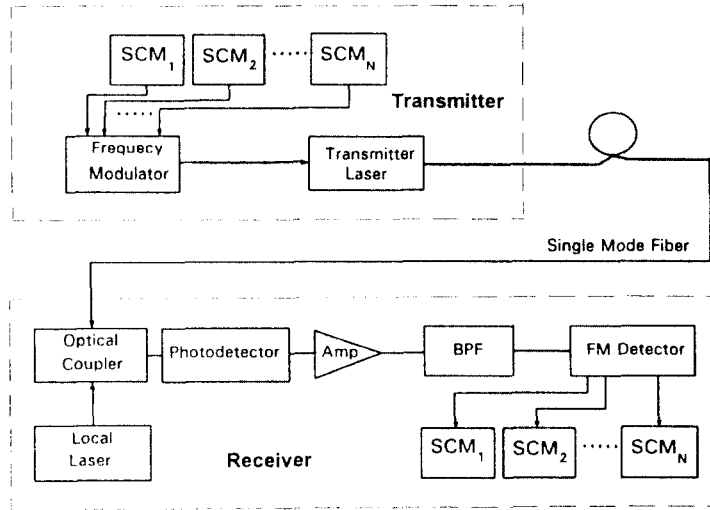 SCM1 SCM2 ····· SCMN
Transmitter
·····
Frequecy
Modulator
Transmitter
Laser
Single Mode Fiber
Optical
Coupler
Photodetector
Amp
BPF
FM Detector
Local
Laser
Receiver
SCM1 SCM2 ····· SCMN